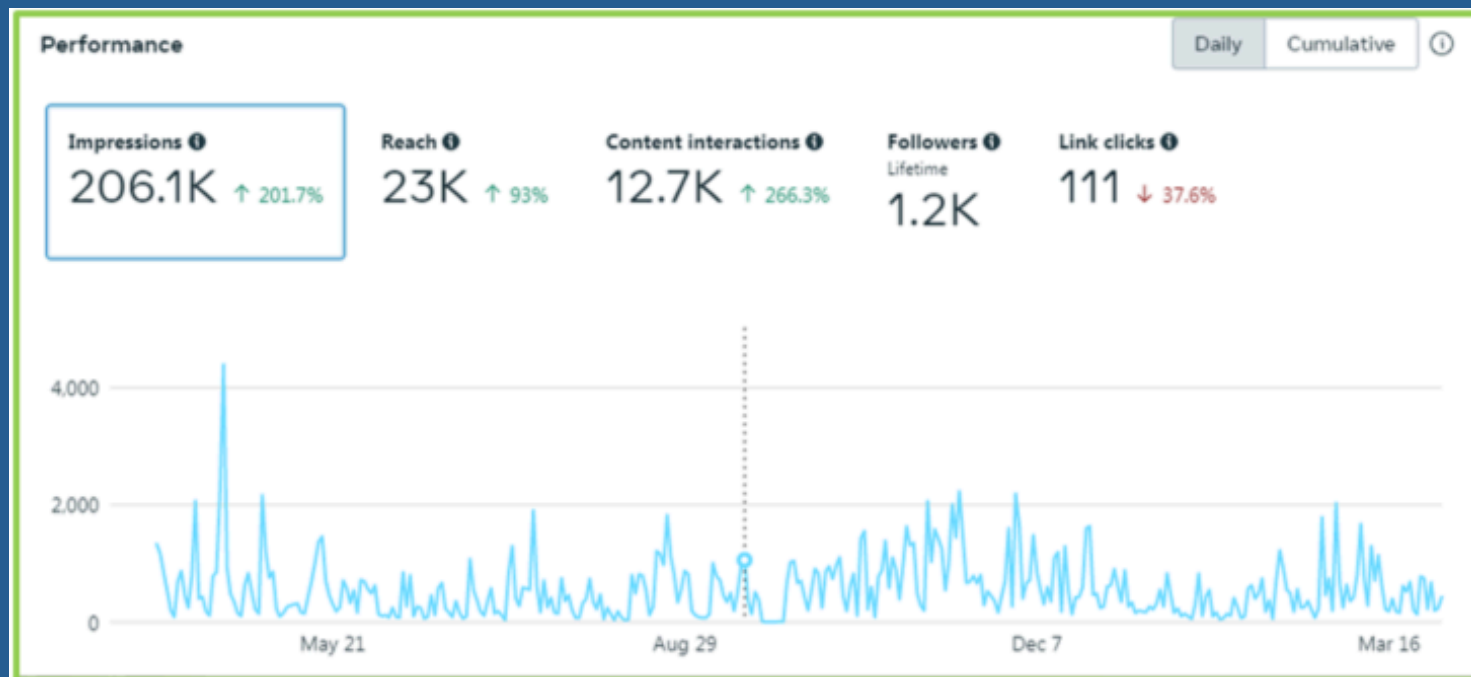 Performance
Daily Cumulative
Impressions Reach Content interactions Followers Link clicks
Lifetime
206.1K ↑ 201.7% 23K ↑ 93% 12.7K ↑ 266.3% 1.2K 111 ↓ 37.6%
4,000
2,000
0
May 21 Aug 29 Dec 7 Mar 16